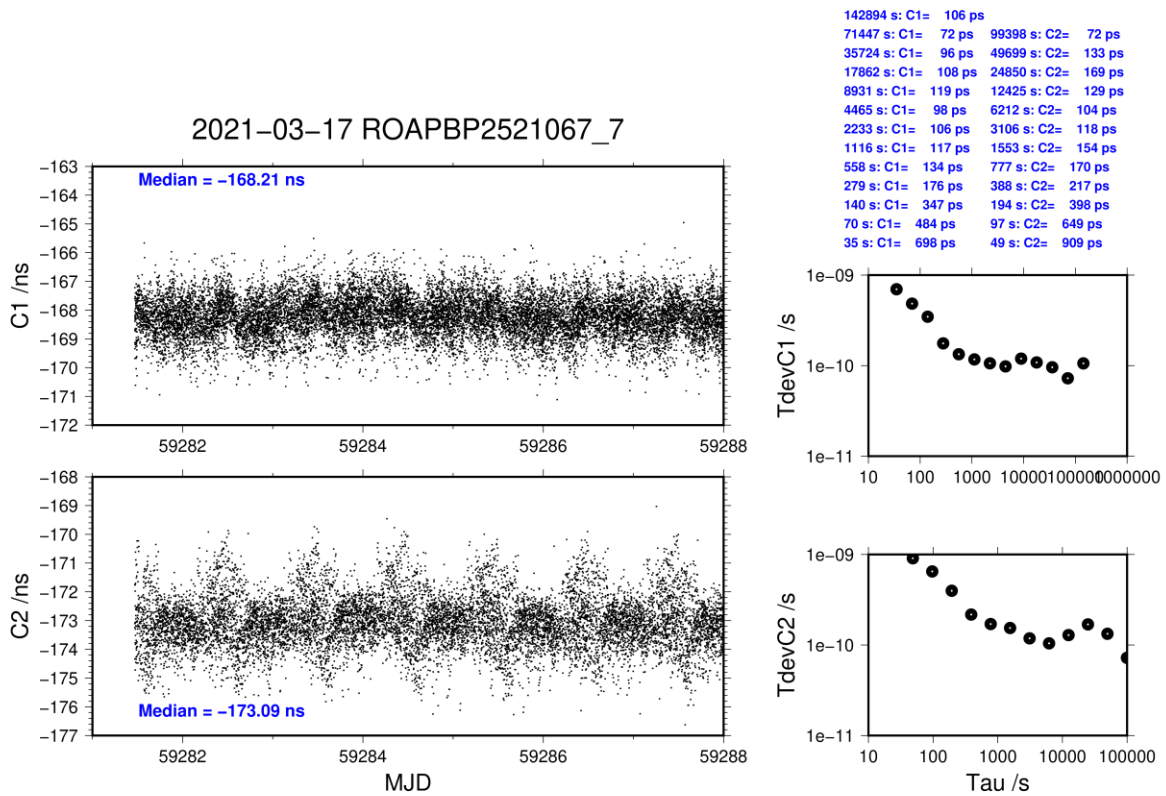 142894 s: C1= 106 ps
71447 s: C1= 72 ps 99398 s: C2= 72 ps
35724 s: C1= 96 ps 49699 s: C2= 133 ps
17862 s: C1= 108 ps 24850 s: C2= 169 ps
8931 s: C1= 119 ps 12425 s: C2= 129 ps
4465 s: C1= 98 ps 6212 s: C2= 104 ps
2233 s: C1= 106 ps 3106 s: C2= 118 ps
1116 s: C1= 117 ps 1553 s: C2= 154 ps
558 s: C1= 134 ps 777 s: C2= 170 ps
279 s: C1= 176 ps 388 s: C2= 217 ps
140 s: C1= 347 ps 194 s: C2= 398 ps
70 s: C1= 484 ps 97 s: C2= 649 ps
35 s: C1= 698 ps 49 s: C2= 909 ps
2021−03−17 ROAPBP2521067_7
Median = −168.21 ns
C1 /ns
−163
−164
−165
−166
−167
−168
−169
−170
−171
−172
59282 59284 59286 59288
TdevC1 /s
1e−09
1e−10
1e−11
10 100 1000 10000 100000 1000000
C2 /ns
−168
−169
−170
−171
−172
−173
−174
−175
−176
−177
Median = −173.09 ns
59282 59284 59286 59288
MJD
TdevC2 /s
1e−09
1e−10
1e−11
10 100 1000 10000 100000
Tau /s